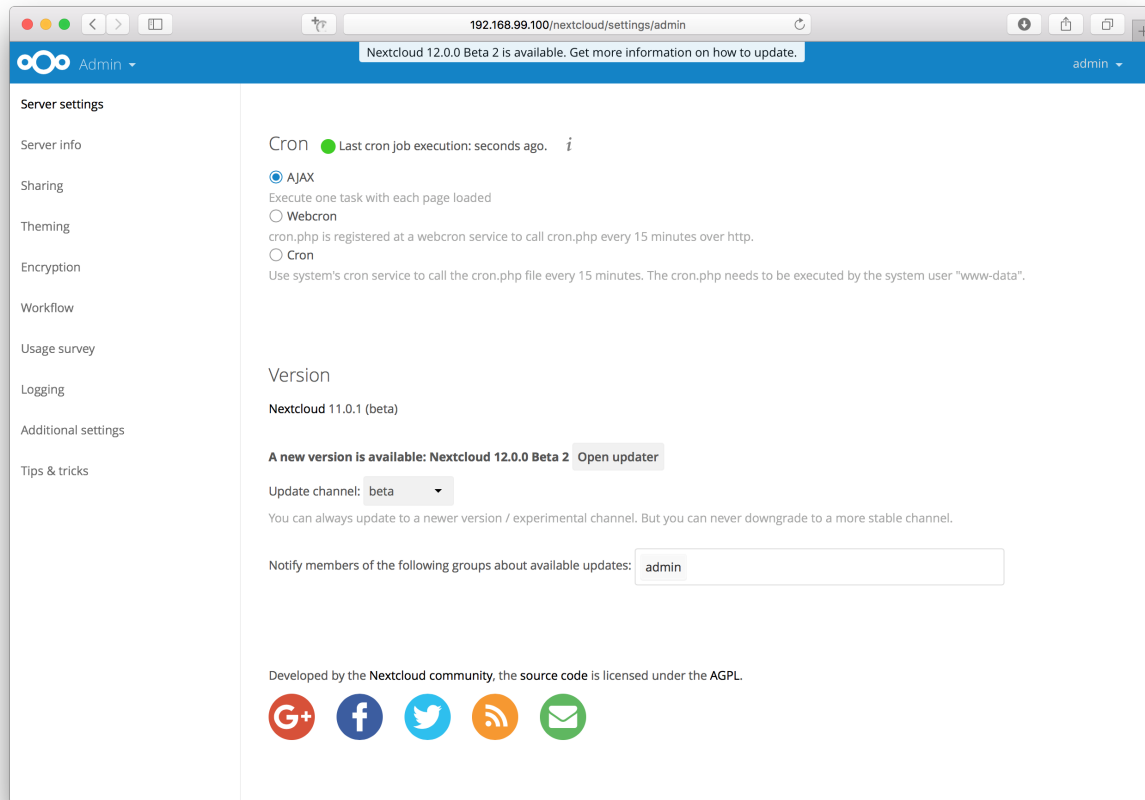 192.168.99.100/nextcloud/settings/admin
Nextcloud 12.0.0 Beta 2 is available. Get more information on how to update.
Admin
admin
Server settings
Server info
Sharing
Theming
Encryption
Workflow
Usage survey
Logging
Additional settings
Tips & tricks
Cron Last cron job execution: seconds ago. i
AJAX
Execute one task with each page loaded
Webcron
cron.php is registered at a webcron service to call cron.php every 15 minutes over http.
Cron
Use system's cron service to call the cron.php file every 15 minutes. The cron.php needs to be executed by the system user "www-data".
Version
Nextcloud 11.0.1 (beta)
A new version is available: Nextcloud 12.0.0 Beta 2 Open updater
Update channel: beta
You can always update to a newer version / experimental channel. But you can never downgrade to a more stable channel.
Notify members of the following groups about available updates: admin
Developed by the Nextcloud community, the source code is licensed under the AGPL.
G+ f